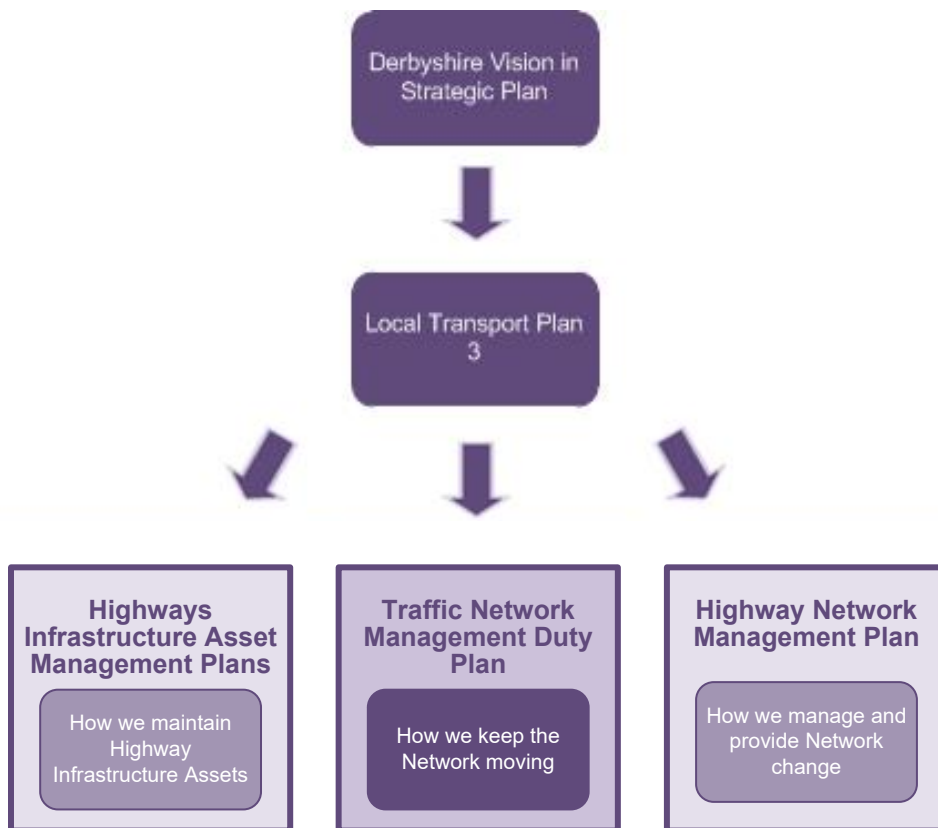 Derbyshire Vision in
Strategic Plan
Local Transport Plan
3
Highways
Infrastructure Asset
Management Plans
How we maintain
Highway
Infrastructure Assets
Traffic Network
Management Duty
Plan
How we keep the
Network moving
Highway Network
Management Plan
How we manage and
provide Network
change